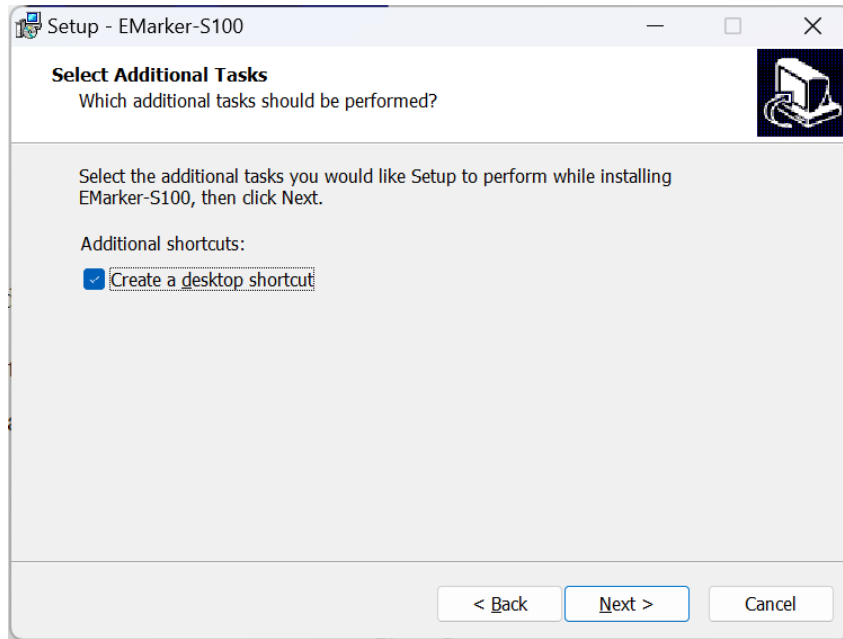 Setup - EMarker-S100
Select Additional Tasks
Which additional tasks should be performed?
Select the additional tasks you would like Setup to perform while installing
EMarker-S100, then click Next.
Additional shortcuts:
Create a desktop shortcut
< Back
Next >
Cancel